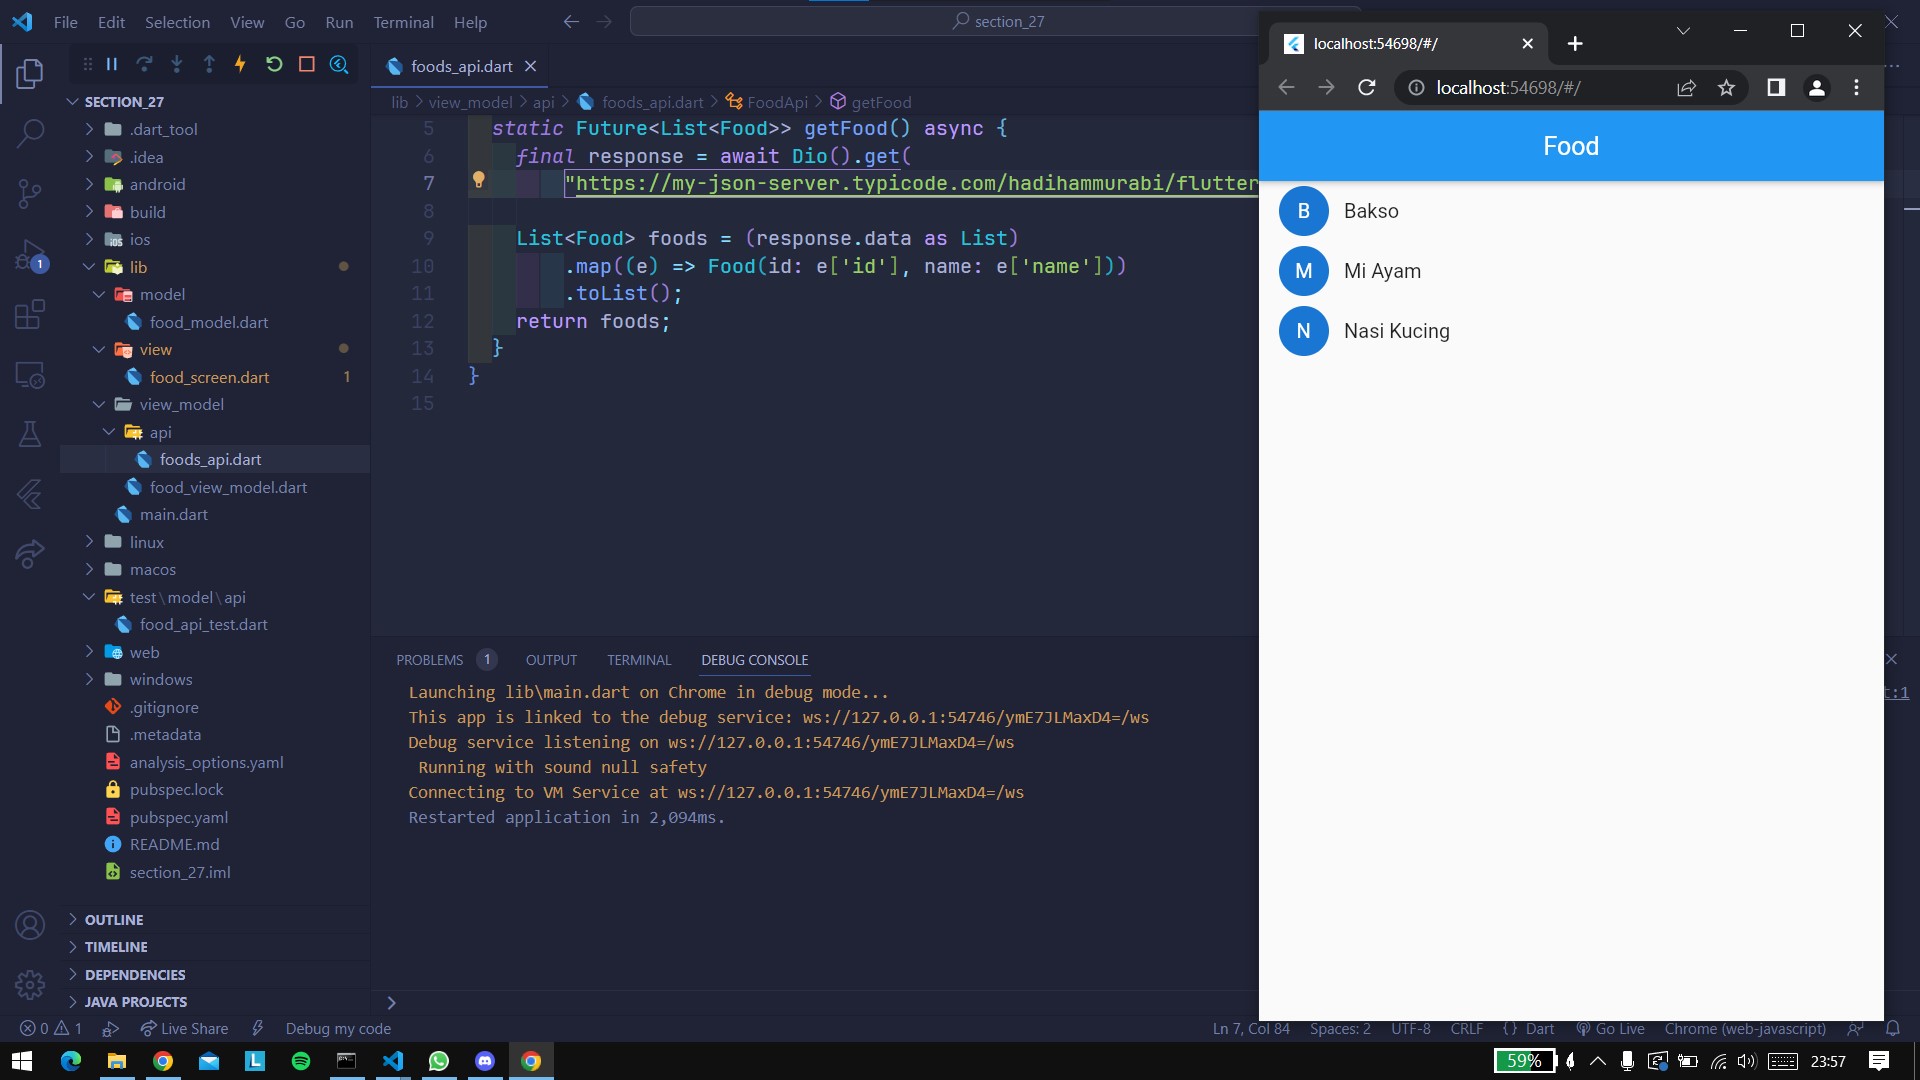 File Edit Selection View Go Run Terminal Help
section_27
SECTION_27
.dart_tool
.idea
android
build
ios
lib
model
food_model.dart
view
food_screen.dart 1
view_model
api
foods_api.dart
food_view_model.dart
main.dart
linux
macos
test\model\api
food_api_test.dart
web
windows
.gitignore
.metadata
analysis_options.yaml
pubspec.lock
pubspec.yaml
README.md
section_27.iml
OUTLINE
TIMELINE
DEPENDENCIES
JAVA PROJECTS
1
foods_api.dart
lib > view_model > api > foods_api.dart > FoodApi > getFood
5 static Future<List<Food>> getFood() async {
6 final response = await Dio().get(
7 "https://my-json-server.typicode.com/hadihammurabi/flutter
8
9 List<Food> foods = (response.data as List)
10 .map((e) => Food(id: e['id'], name: e['name']))
11 .toList();
12 return foods;
13 }
14 }
15
PROBLEMS 1 OUTPUT TERMINAL DEBUG CONSOLE
Launching lib\main.dart on Chrome in debug mode...
This app is linked to the debug service: ws://127.0.0.1:54746/ymE7JLMaxD4=/ws
Debug service listening on ws://127.0.0.1:54746/ymE7JLMaxD4=/ws
Running with sound null safety
Connecting to VM Service at ws://127.0.0.1:54746/ymE7JLMaxD4=/ws
Restarted application in 2,094ms.
:1
localhost:54698/#/
localhost:54698/#/
Food
B Bakso
M Mi Ayam
N Nasi Kucing
0 1 Live Share Debug my code
Ln 7, Col 84 Spaces: 2 UTF-8 CRLF {} Dart Go Live Chrome (web-javascript)
L
59% 23:57